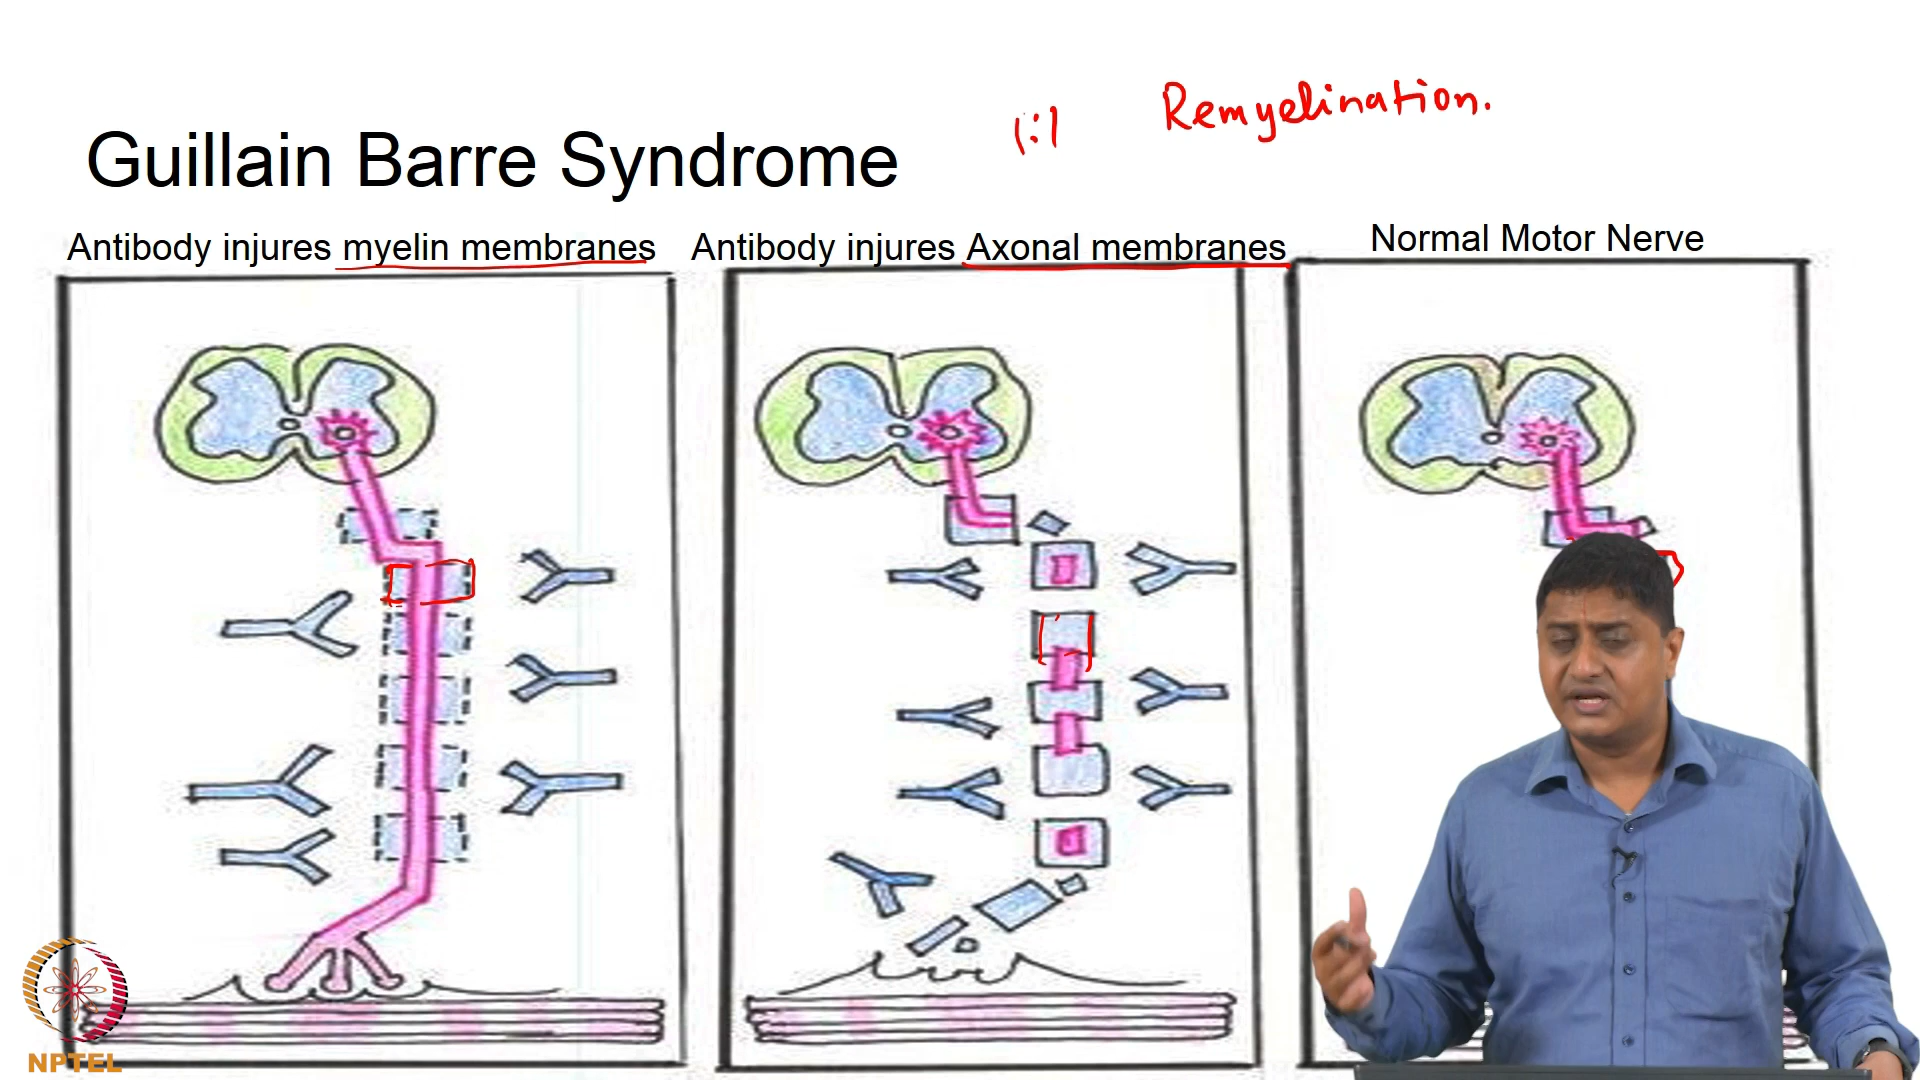 1:1 Remyelination.
Guillain Barre Syndrome
Antibody injures myelin membranes
Antibody injures Axonal membranes
Normal Motor Nerve
NPTEL